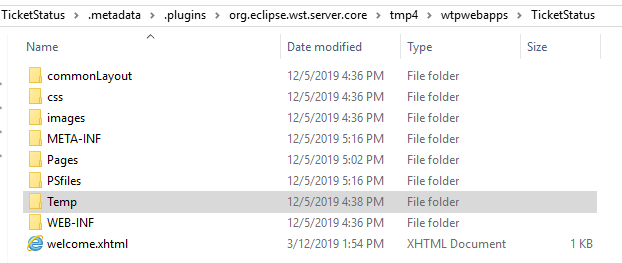 TicketStatus > .metadata > .plugins > org.eclipse.wst.server.core > tmp4 > wtpwebapps > TicketStatus
Name Date modified Type Size
commonLayout 12/5/2019 4:36 PM File folder
css 12/5/2019 4:36 PM File folder
images 12/5/2019 4:36 PM File folder
META-INF 12/5/2019 5:16 PM File folder
Pages 12/5/2019 5:02 PM File folder
PSfiles 12/5/2019 5:16 PM File folder
Temp 12/5/2019 4:38 PM File folder
WEB-INF 12/5/2019 4:36 PM File folder
welcome.xhtml 3/12/2019 1:54 PM XHTML Document 1 KB